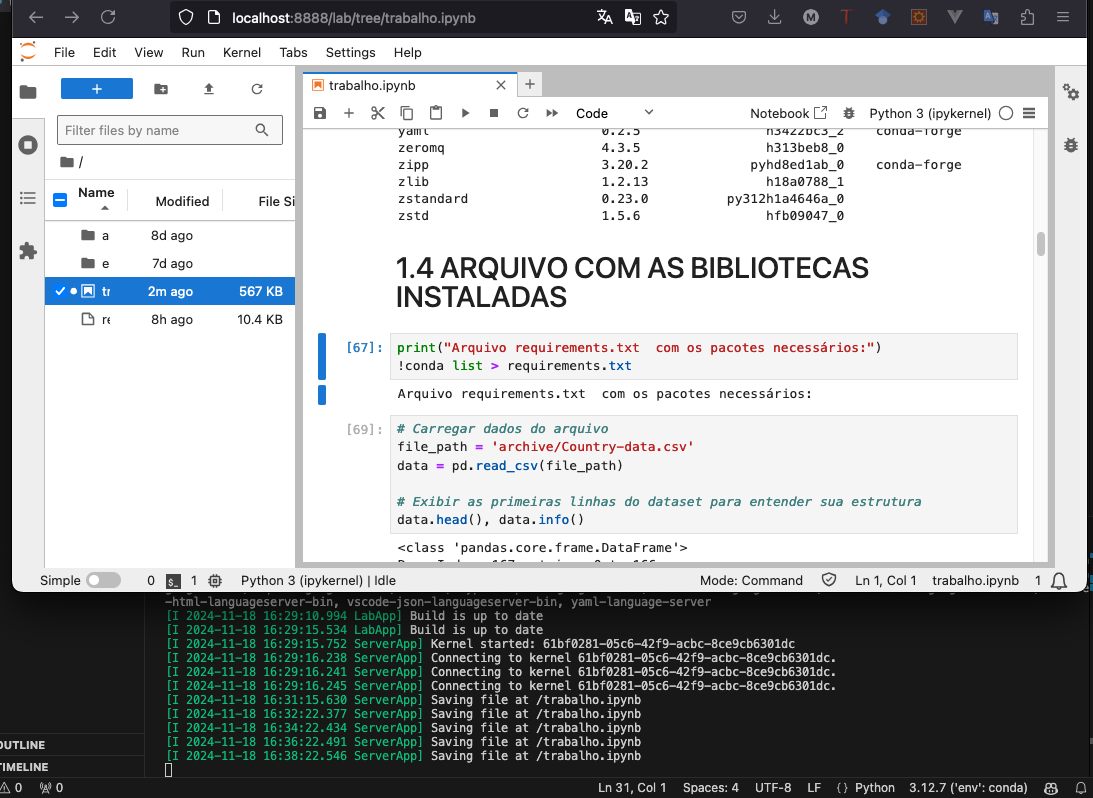 localhost:8888/lab/tree/trabalho.ipynb
File Edit View Run Kernel Tabs Settings Help
trabalho.ipynb
Filter files by name
Code
Notebook
Python 3 (ipykernel)
/
Name Modified File Si
a 8d ago
e 7d ago
tr 2m ago 567 KB
re 8h ago 10.4 KB
yaml 0.2.5 h3422bc3_2 conda-forge
zeromq 4.3.5 h313beb8_0
zipp 3.20.2 pyhd8ed1ab_0 conda-forge
zlib 1.2.13 h18a0788_1
zstandard 0.23.0 py312h1a4646a_0
zstd 1.5.6 hfb09047_0
1.4 ARQUIVO COM AS BIBLIOTECAS
INSTALADAS
[67]: print("Arquivo requirements.txt  com os pacotes necessários:")
!conda list > requirements.txt
Arquivo requirements.txt  com os pacotes necessários:
[69]: # Carregar dados do arquivo
file_path = 'archive/Country-data.csv'
data = pd.read_csv(file_path)
# Exibir as primeiras linhas do dataset para entender sua estrutura
data.head(), data.info()
<class 'pandas.core.frame.DataFrame'>
Simple 0 1 Python 3 (ipykernel) | Idle Mode: Command Ln 1, Col 1 trabalho.ipynb 1
-html-languageserver-bin, vscode-json-languageserver-bin, yaml-language-server
[I 2024-11-18 16:29:10.994 LabApp] Build is up to date
[I 2024-11-18 16:29:15.534 LabApp] Build is up to date
[I 2024-11-18 16:29:15.752 ServerApp] Kernel started: 61bf0281-05c6-42f9-acbc-8ce9cb6301dc
[I 2024-11-18 16:29:16.238 ServerApp] Connecting to kernel 61bf0281-05c6-42f9-acbc-8ce9cb6301dc.
[I 2024-11-18 16:29:16.241 ServerApp] Connecting to kernel 61bf0281-05c6-42f9-acbc-8ce9cb6301dc.
[I 2024-11-18 16:29:16.245 ServerApp] Connecting to kernel 61bf0281-05c6-42f9-acbc-8ce9cb6301dc.
[I 2024-11-18 16:31:15.630 ServerApp] Saving file at /trabalho.ipynb
[I 2024-11-18 16:32:22.377 ServerApp] Saving file at /trabalho.ipynb
[I 2024-11-18 16:34:22.434 ServerApp] Saving file at /trabalho.ipynb
[I 2024-11-18 16:36:22.491 ServerApp] Saving file at /trabalho.ipynb
[I 2024-11-18 16:38:22.546 ServerApp] Saving file at /trabalho.ipynb
OUTLINE
TIMELINE
0 0 Ln 31, Col 1 Spaces: 4 UTF-8 LF {} Python 3.12.7 ('env': conda)